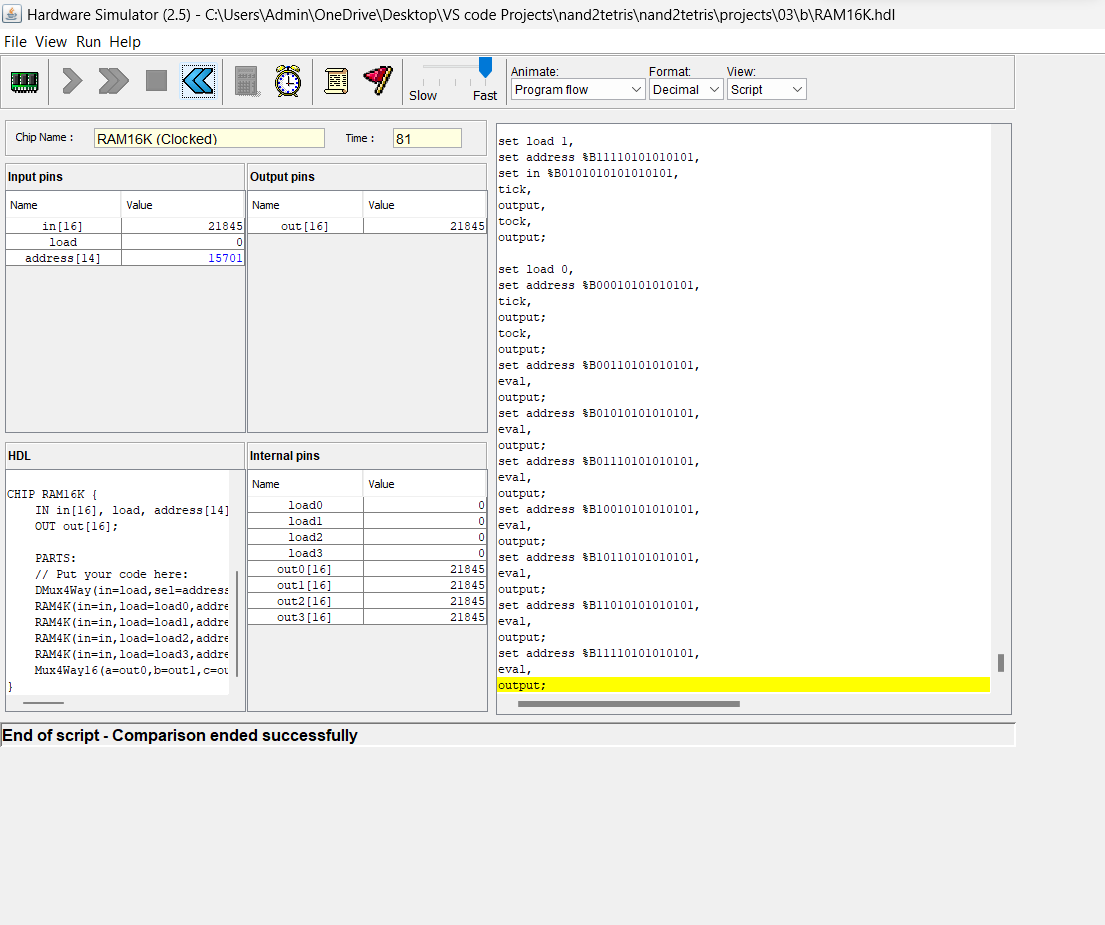 Hardware Simulator (2.5) - C:\Users\Admin\OneDrive\Desktop\VS code Projects\nand2tetris\nand2tetris\projects\03\b\RAM16K.hdl
File View Run Help
Slow Fast
Animate: Format: View:
Program flow Decimal Script
Chip Name : RAM16K (Clocked) Time : 81
Input pins
Name Value
in[16] 21845
load 0
address[14] 15701
Output pins
Name Value
out[16] 21845
HDL
CHIP RAM16K {
IN in[16], load, address[14]
OUT out[16];
PARTS:
// Put your code here:
DMux4Way(in=load,sel=address
RAM4K(in=in,load=load0,addre
RAM4K(in=in,load=load1,addre
RAM4K(in=in,load=load2,addre
RAM4K(in=in,load=load3,addre
Mux4Way16(a=out0,b=out1,c=ou
}
Internal pins
Name Value
load0 0
load1 0
load2 0
load3 0
out0[16] 21845
out1[16] 21845
out2[16] 21845
out3[16] 21845
set load 1,
set address %B11110101010101,
set in %B0101010101010101,
tick,
output,
tock,
output;
set load 0,
set address %B00010101010101,
tick,
output;
tock,
output;
set address %B00110101010101,
eval,
output;
set address %B01010101010101,
eval,
output;
set address %B01110101010101,
eval,
output;
set address %B10010101010101,
eval,
output;
set address %B10110101010101,
eval,
output;
set address %B11010101010101,
eval,
output;
set address %B11110101010101,
eval,
output;
End of script - Comparison ended successfully